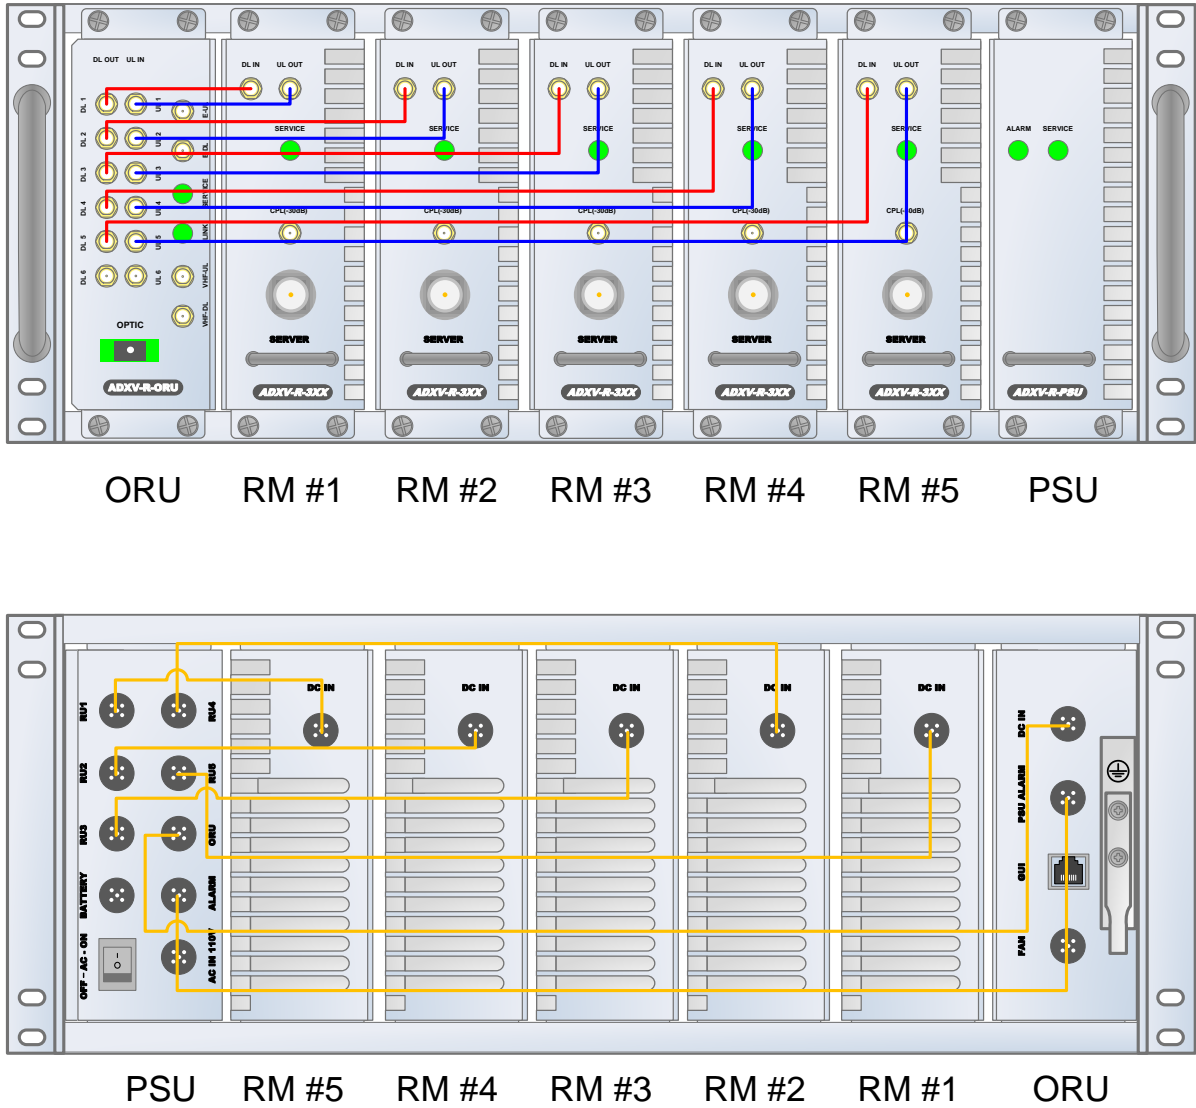 DL OUT UL IN
DL 1
UL 1
DL 2
UL 2
DL 3
UL 3
DL 4
UL 4
DL 5
UL 5
DL 6
UL 6
E-UL
SERVICE
LINK
VHF-UL
VHF-DL
OPTIC
ADXV-R-ORU
DL IN UL OUT
SERVICE
CPL(-30dB)
SERVER
ADXV-R-3XX
DL IN UL OUT
SERVICE
CPL(-30dB)
SERVER
ADXV-R-3XX
DL IN UL OUT
SERVICE
CPL(-30dB)
SERVER
ADXV-R-3XX
DL IN UL OUT
SERVICE
CPL(-30dB)
SERVER
ADXV-R-3XX
DL IN UL OUT
SERVICE
SERVER
ADXV-R-3XX
ALARM SERVICE
ADXV-R-PSU
ORU RM #1 RM #2 RM #3 RM #4 RM #5 PSU
RU1
RU4
RU2
RU5
RU3
ORU
BATTERY
ALARM
OFF – AC - ON
AC IN 110V
DC IN
DC IN
DC IN
DC IN
DC IN
DC IN
PSU ALARM
GUI
FAN
PSU RM #5 RM #4 RM #3 RM #2 RM #1 ORU